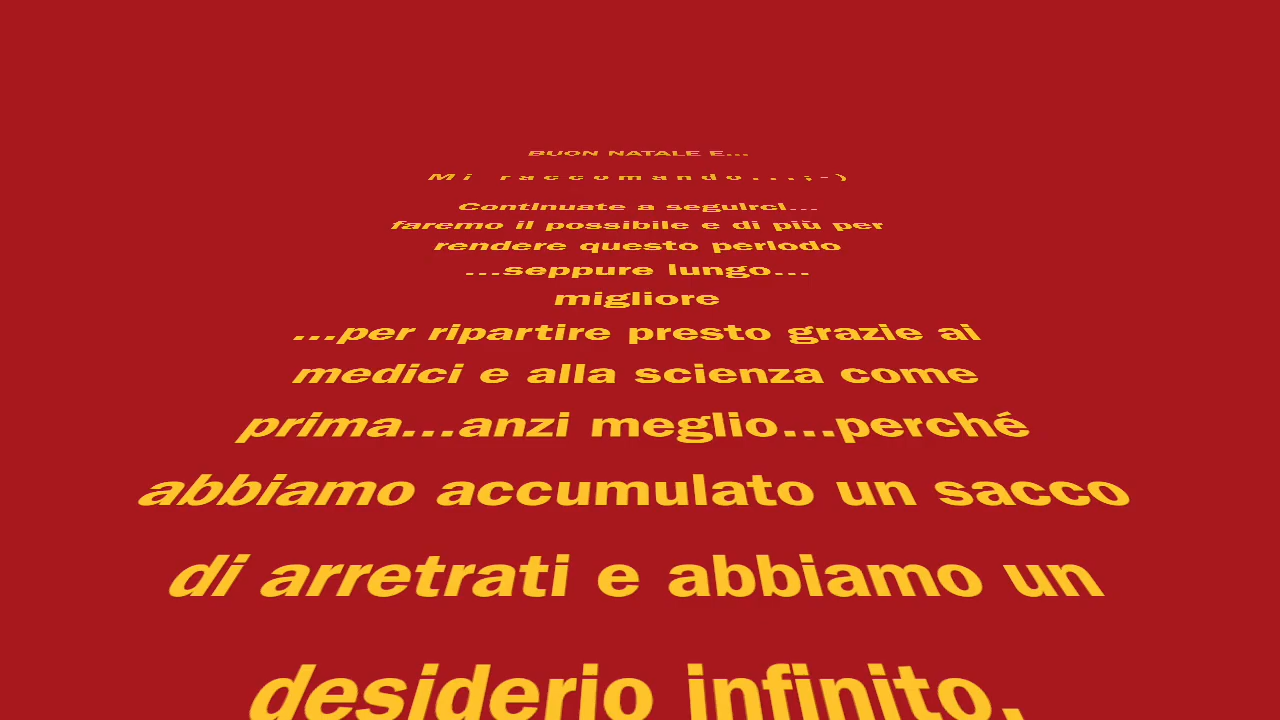 BUON NATALE E...
Mi raccomando...;-)
Continuate a seguirci...
faremo il possibile e di più per
rendere questo periodo
...seppure lungo...
migliore
...per ripartire presto grazie ai
medici e alla scienza come
prima...anzi meglio...perché
abbiamo accumulato un sacco
di arretrati e abbiamo un
desiderio infinito.